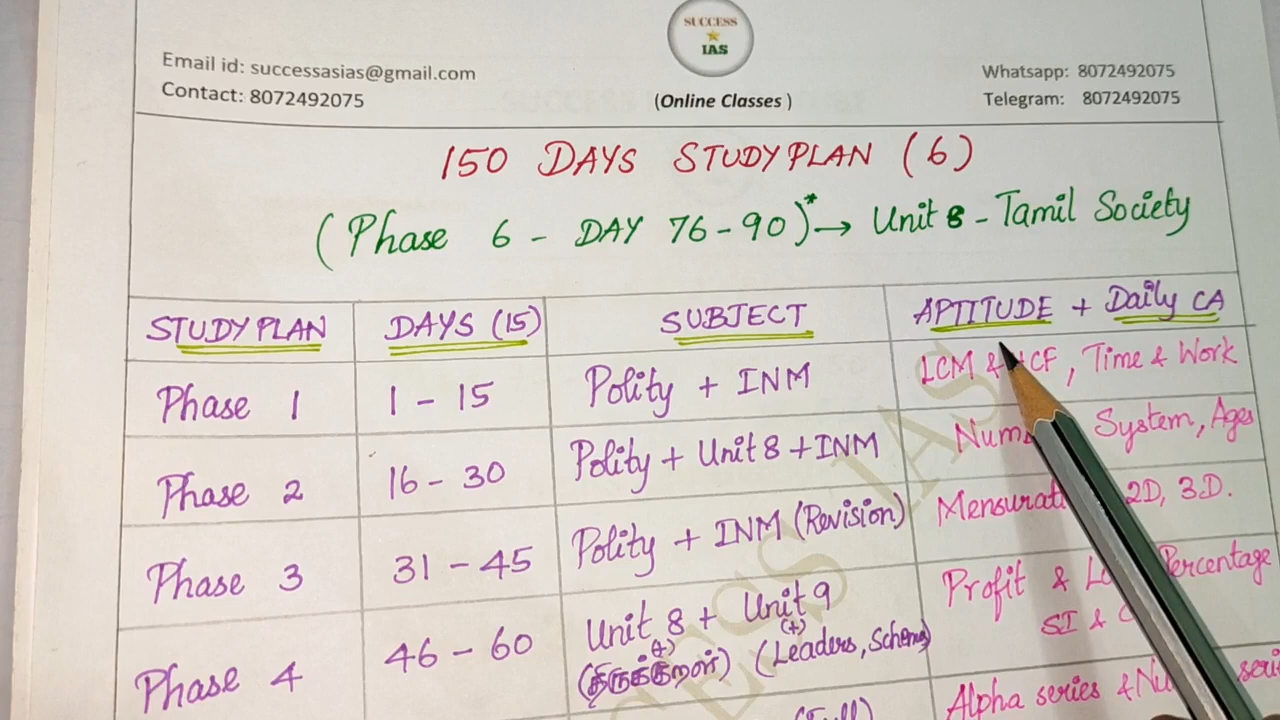 SUCCESS
IAS
Email id: successasias@gmail.com
Contact: 8072492075
(Online Classes )
Whatsapp: 8072492075
Telegram: 8072492075
150 DAYS STUDY PLAN (6)
(Phase 6 - DAY 76-90)* → Unit 8 - Tamil Society
STUDY PLAN DAYS (15) SUBJECT APTITUDE + Daily CA
Phase 1 1 - 15 Polity + INM LCM & HCF, Time & Work
Phase 2 16 - 30 Polity + Unit 8 + INM System, Ages
Phase 3 31 - 45 Polity + INM (Revision) 2D, 3D.
Phase 4 46 - 60 Unit 8 + Unit 9 Profit & Percentage
(+) (+) SI &
(திருக்குறள்) (Leaders, Scheme)
(Full) Alpha series &